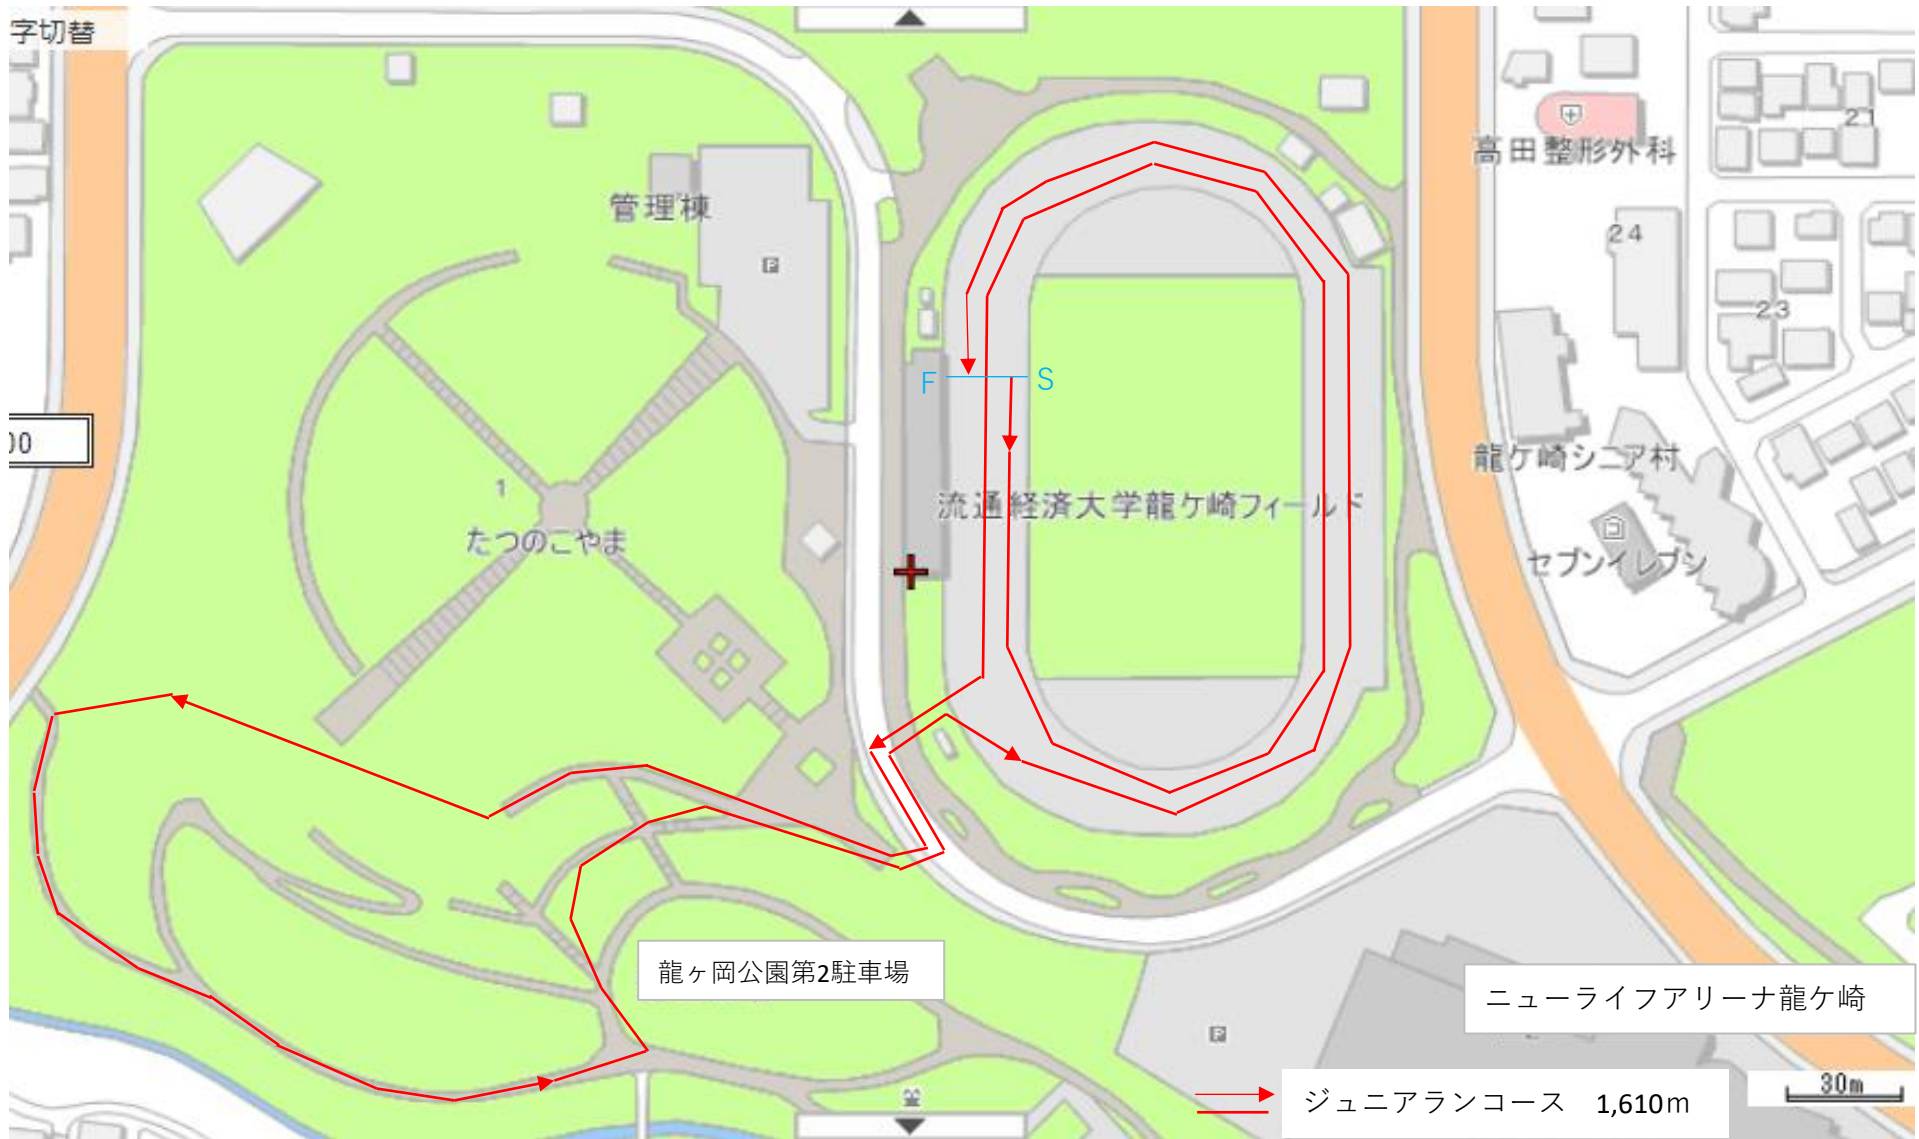 字切替
高田整形外科
21
管理棟
P
24
23
F
S
00
龍ケ崎シニア村
1
流通経済大学龍ケ崎フィールド
たつのこやま
セブンイレブン
龍ヶ岡公園第2駐車場
ニューライフアリーナ龍ケ崎
P
30m
ジュニアランコース 1,610m